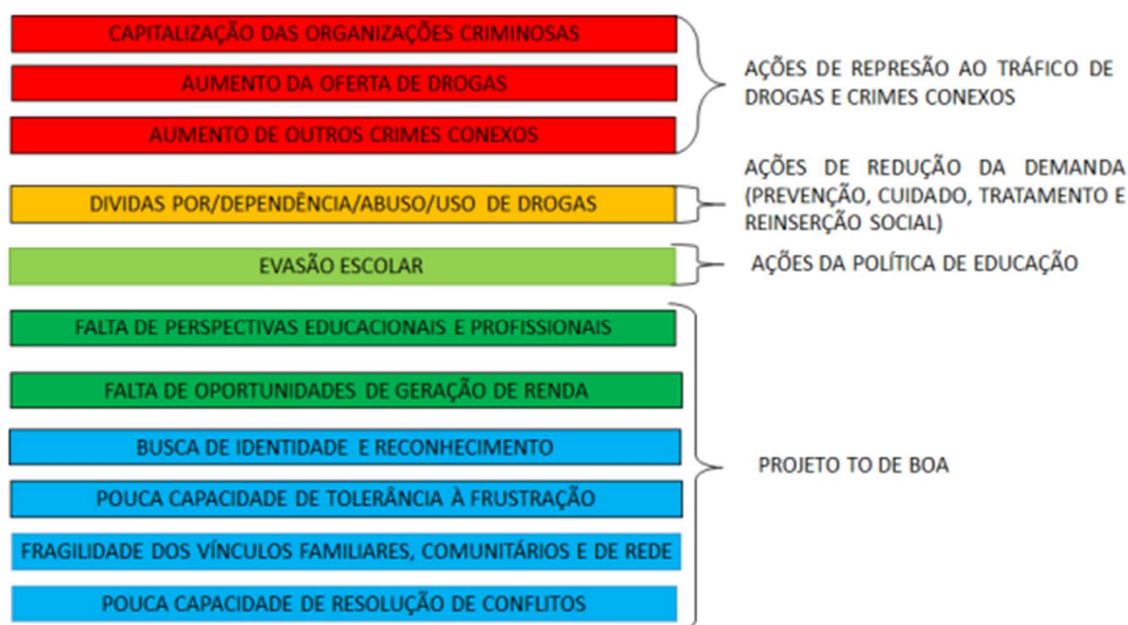 CAPITALIZAÇÃO DAS ORGANIZAÇÕES CRIMINOSAS
AUMENTO DA OFERTA DE DROGAS
AUMENTO DE OUTROS CRIMES CONEXOS
AÇÕES DE REPRESÃO AO TRÁFICO DE
DROGAS E CRIMES CONEXOS
DIVIDAS POR/DEPENDÊNCIA/ABUSO/USO DE DROGAS
AÇÕES DE REDUÇÃO DA DEMANDA
(PREVENÇÃO, CUIDADO, TRATAMENTO E
REINSERÇÃO SOCIAL)
EVASÃO ESCOLAR
AÇÕES DA POLÍTICA DE EDUCAÇÃO
FALTA DE PERSPECTIVAS EDUCACIONAIS E PROFISSIONAIS
FALTA DE OPORTUNIDADES DE GERAÇÃO DE RENDA
BUSCA DE IDENTIDADE E RECONHECIMENTO
POUCA CAPACIDADE DE TOLERÂNCIA À FRUSTRAÇÃO
FRAGILIDADE DOS VÍNCULOS FAMILIARES, COMUNITÁRIOS E DE REDE
POUCA CAPACIDADE DE RESOLUÇÃO DE CONFLITOS
PROJETO TO DE BOA